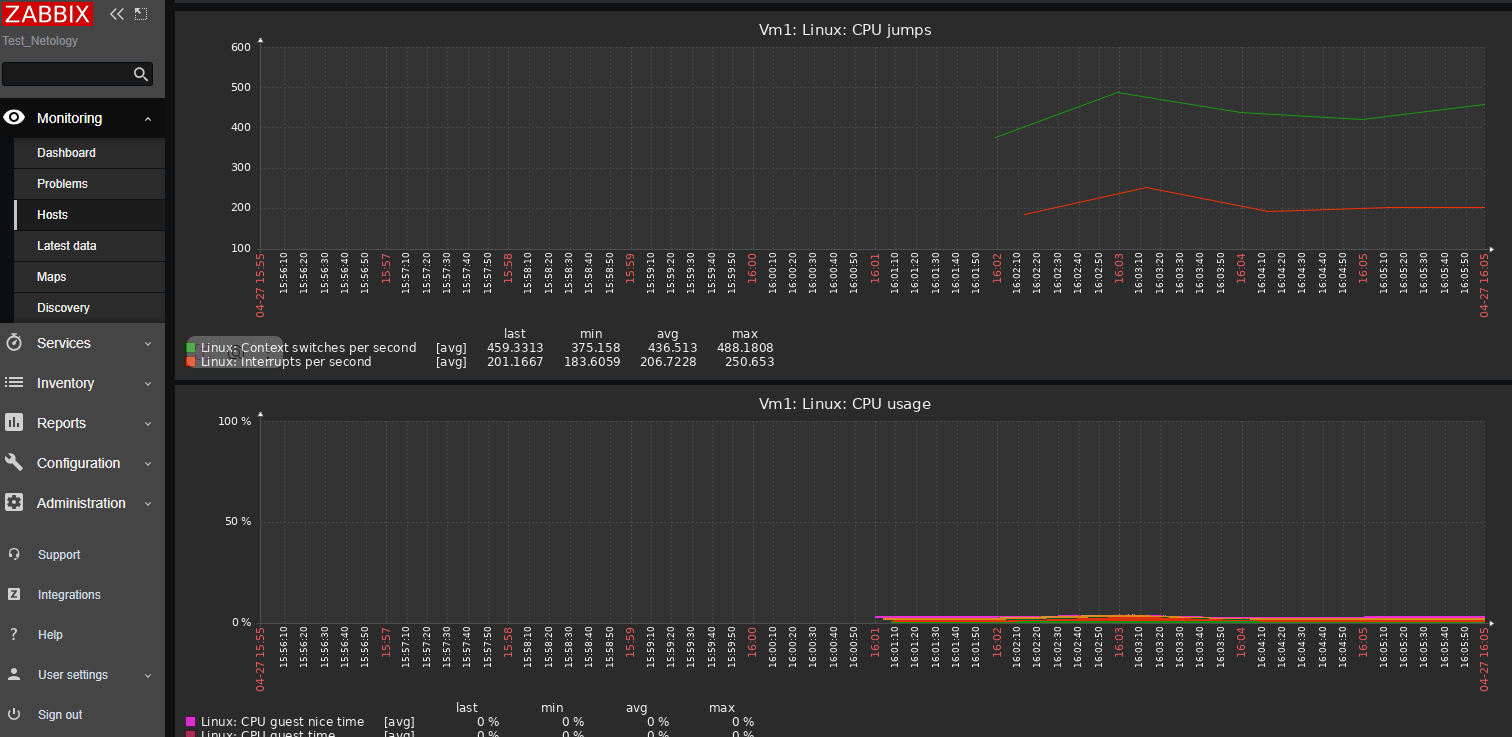 ZABBIX
Test_Netology
Monitoring
Dashboard
Problems
Hosts
Latest data
Maps
Discovery
Services
Inventory
Reports
Configuration
Administration
Support
Integrations
Help
User settings
Sign out
Vm1: Linux: CPU jumps
600
500
400
300
200
100
04-27 15:55 15:56:10 15:56:20 15:56:30 15:56:40 15:56:50 15:57 15:57:10 15:57:20 15:57:30 15:57:40 15:57:50 15:58 15:58:10 15:58:20 15:58:30 15:58:40 15:58:50 15:59 15:59:10 15:59:20 15:59:30 15:59:40 15:59:50 16:00 16:00:10 16:00:20 16:00:30 16:00:40 16:00:50 16:01 16:01:10 16:01:20 16:01:30 16:01:40 16:01:50 16:02 16:02:10 16:02:20 16:02:30 16:02:40 16:02:50 16:03 16:03:10 16:03:20 16:03:30 16:03:40 16:03:50 16:04 16:04:10 16:04:20 16:04:30 16:04:40 16:04:50 16:05 16:05:10 16:05:20 16:05:30 16:05:40 16:05:50 04-27 16:05
last min avg max
Linux: Context switches per second [avg] 459.3313 375.158 436.513 488.1808
Linux: Interrupts per second [avg] 201.1667 183.6059 206.7228 250.653
Vm1: Linux: CPU usage
100 %
50 %
0 %
04-27 15:55 15:56:10 15:56:20 15:56:30 15:56:40 15:56:50 15:57 15:57:10 15:57:20 15:57:30 15:57:40 15:57:50 15:58 15:58:10 15:58:20 15:58:30 15:58:40 15:58:50 15:59 15:59:10 15:59:20 15:59:30 15:59:40 15:59:50 16:00 16:00:10 16:00:20 16:00:30 16:00:40 16:00:50 16:01 16:01:10 16:01:20 16:01:30 16:01:40 16:01:50 16:02 16:02:10 16:02:20 16:02:30 16:02:40 16:02:50 16:03 16:03:10 16:03:20 16:03:30 16:03:40 16:03:50 16:04 16:04:10 16:04:20 16:04:30 16:04:40 16:04:50 16:05 16:05:10 16:05:20 16:05:30 16:05:40 16:05:50 04-27 16:05
last min avg max
Linux: CPU guest nice time [avg] 0 % 0 % 0 % 0 %
Linux: CPU guest time [avg] 0 % 0 % 0 % 0 %